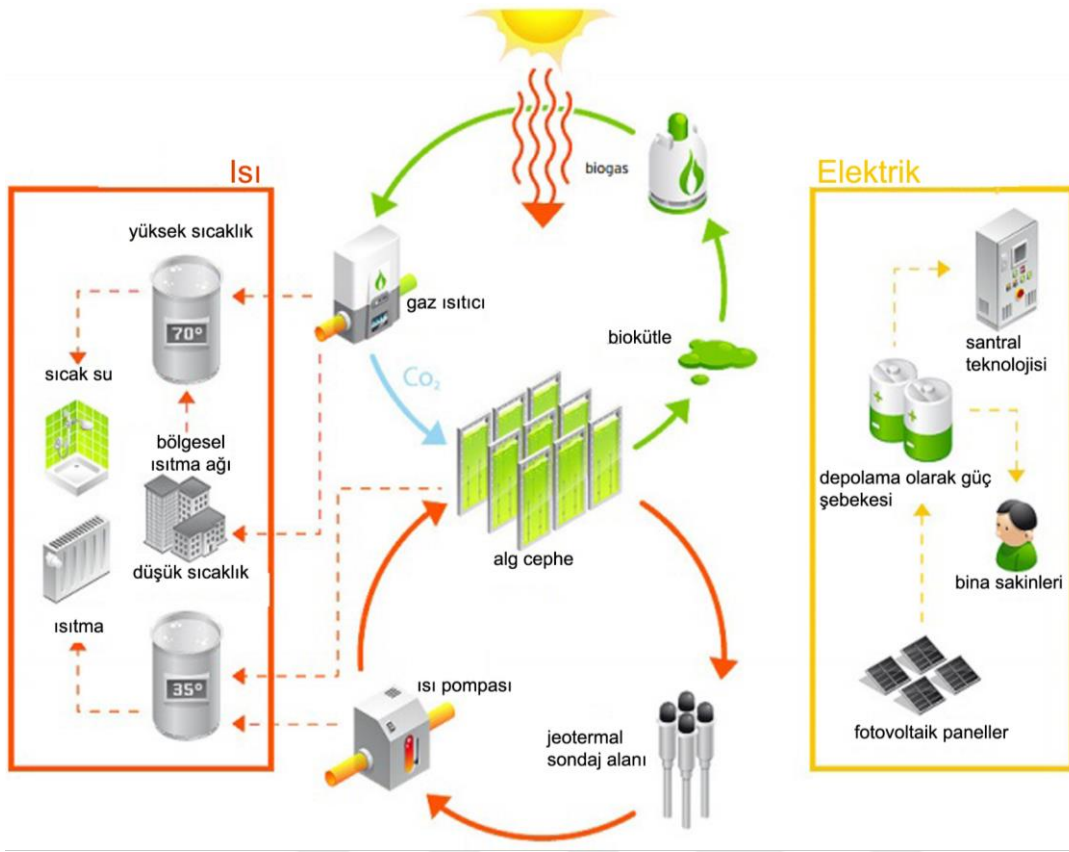 Isı
yüksek sıcaklık
70°
sıcak su
bölgesel
ısıtma ağı
düşük sıcaklık
ısıtma
35°
biogas
gaz ısıtıcı
Co₂
biokütle
alg cephe
ısı pompası
jeotermal
sondaj alanı
Elektrik
santral
teknolojisi
depolama olarak güç
şebekesi
bina sakinleri
fotovoltaik paneller